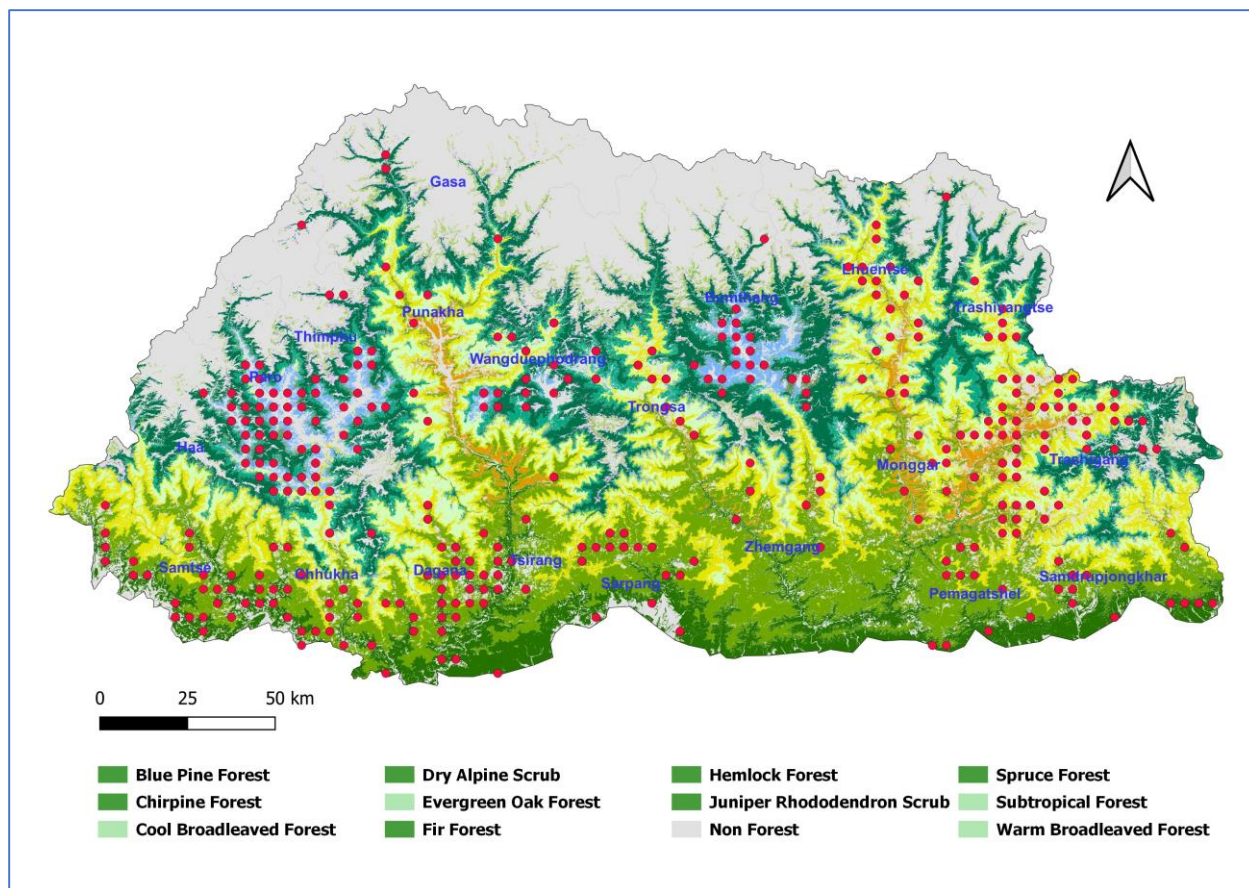 Gasa
Lhuentse
Bumthang
Trashiyangtse
Punakha
Thimphu
Wangduephodrang
Paro
Trongsa
Haa
Monggar
Trashigang
Zhemgang
Tsirang
Samtse
Chhukha
Dagana
Sarpang
Samdrupjongkhar
Pemagatshel
0 25 50 km
Blue Pine Forest
Dry Alpine Scrub
Hemlock Forest
Spruce Forest
Chirpine Forest
Evergreen Oak Forest
Juniper Rhododendron Scrub
Subtropical Forest
Cool Broadleaved Forest
Fir Forest
Non Forest
Warm Broadleaved Forest